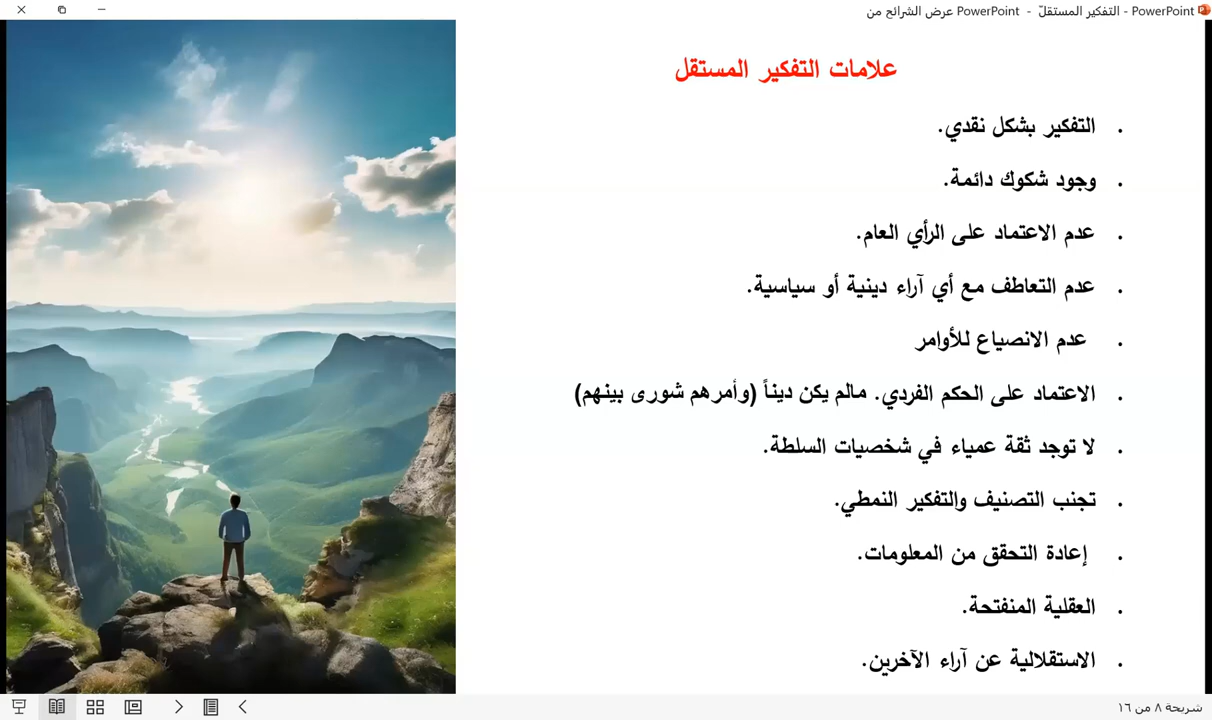 PowerPoint - التفكير المستقلّ - PowerPoint عرض الشرائح من
علامات التفكير المستقل
. التفكير بشكل نقدي.
. وجود شكوك دائمة.
. عدم الاعتماد على الرأي العام.
. عدم التعاطف مع أي آراء دينية أو سياسية.
. عدم الانصياع للأوامر
. الاعتماد على الحكم الفردي. مالم يكن ديناً (وأمرهم شورى بينهم)
. لا توجد ثقة عمياء في شخصيات السلطة.
. تجنب التصنيف والتفكير النمطي.
. إعادة التحقق من المعلومات.
. العقلية المنفتحة.
. الاستقلالية عن آراء الآخرين.
شريحة ٨ من ١٦